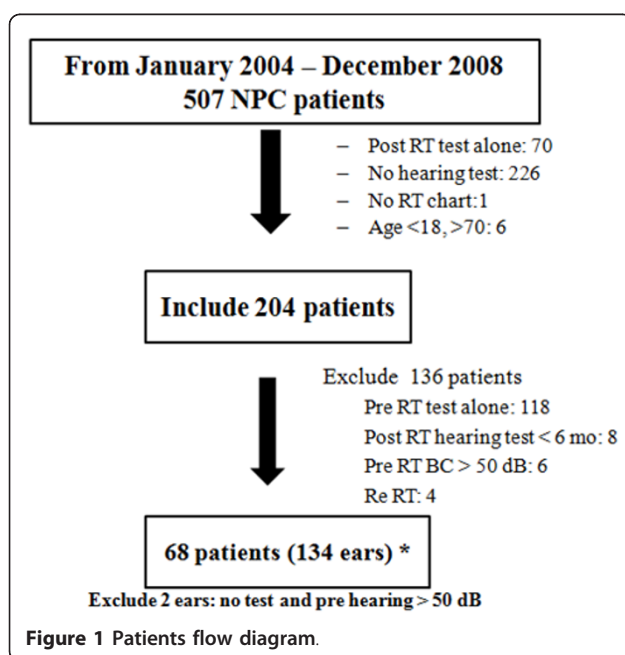 From January 2004 – December 2008
507 NPC patients
– Post RT test alone: 70
– No hearing test: 226
– No RT chart:1
– Age <18, >70: 6
Include 204 patients
Exclude 136 patients
Pre RT test alone: 118
Post RT hearing test < 6 mo: 8
Pre RT BC > 50 dB: 6
Re RT: 4
68 patients (134 ears) *
Exclude 2 ears: no test and pre hearing > 50 dB
Figure 1 Patients flow diagram.